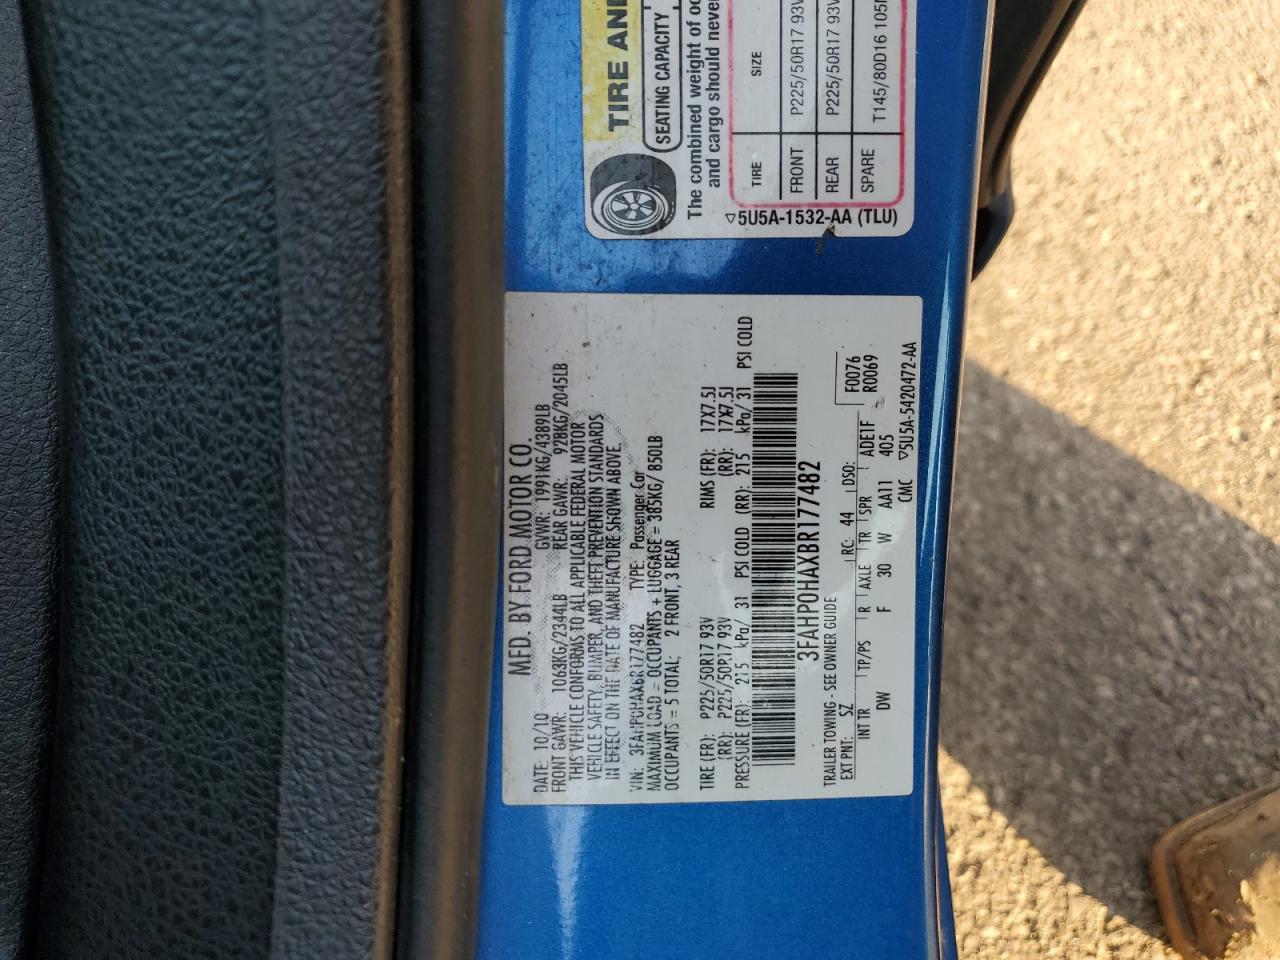 MFD. BY FORD MOTOR CO.
DATE: 10/10 GVWR: 1991KG/4389LB
FRONT GAWR: 1063KG/2344LB REAR GAWR: 928KG/2045LB
THIS VEHICLE CONFORMS TO ALL APPLICABLE FEDERAL MOTOR
VEHICLE SAFETY, BUMPER, AND THEFT PREVENTION STANDARDS
IN EFFECT ON THE DATE OF MANUFACTURE SHOWN ABOVE.
VIN: 3FAHP0HAXBR177482 TYPE: Passenger Car
MAXIMUM LOAD = OCCUPANTS + LUGGAGE = 385KG/ 850LB
OCCUPANTS = 5 TOTAL: 2 FRONT, 3 REAR
TIRE (FR): P225/50R17 93V RIMS (FR): 17X7.5J
(RR): P225/50R17 93V (RR): 17X7.5J
PRESSURE (FR): 215 kPa/ 31 PSI COLD (RR): 215 kPa/ 31 PSI COLD
3FAHP0HAXBR177482
TRAILER TOWING - SEE OWNER GUIDE F0076
EXT PNT: SZ RC: 44 DSO: R0069
INT TR TP/PS R AXLE TR SPR ADE1F
DW F 30 W AA11 405
CMC ▽5U5A-5420472-AA
TIRE AND
SEATING CAPACITY
The combined weight of oc
and cargo should never
TIRE SIZE
FRONT P225/50R17 93V
REAR P225/50R17 93V
SPARE T145/80D16 105M
▽5U5A-1532-AA (TLU)